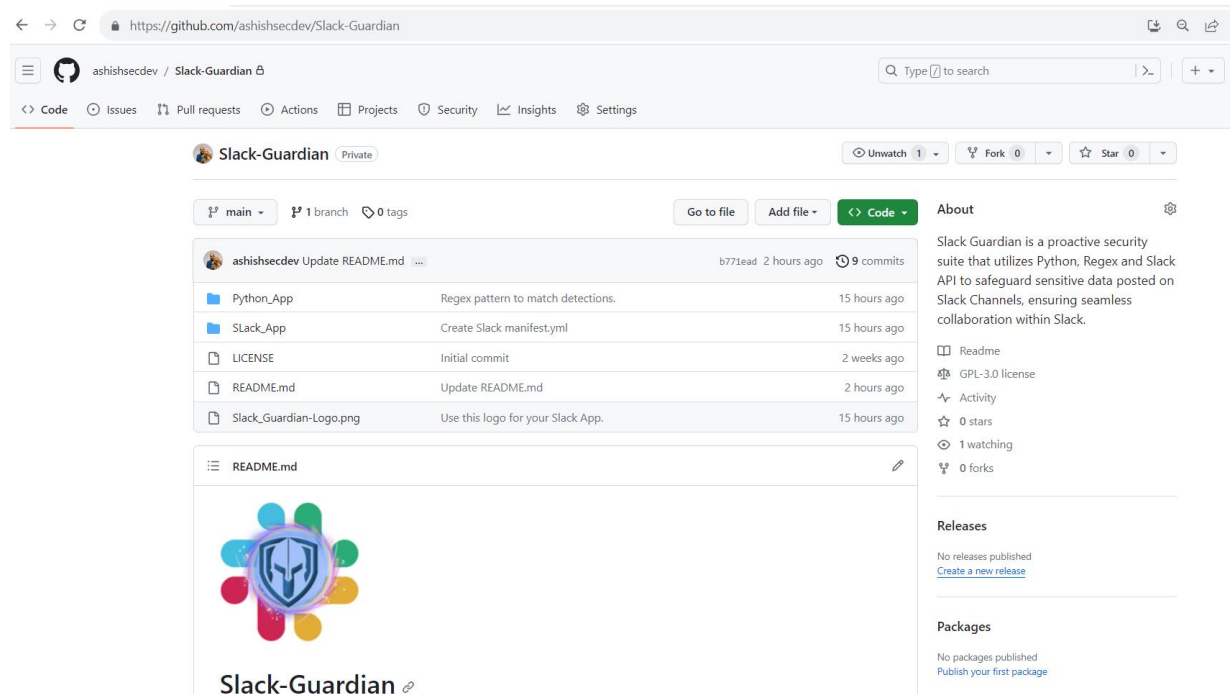 https://github.com/ashishsecdev/Slack-Guardian
ashishsecdev / Slack-Guardian
Type / to search
Code Issues Pull requests Actions Projects Security Insights Settings
Slack-Guardian Private
Unwatch 1 Fork 0 Star 0
main 1 branch 0 tags
Go to file Add file Code
ashishsecdev Update README.md ... b771ead 2 hours ago 9 commits
Python_App Regex pattern to match detections. 15 hours ago
SLack_App Create Slack manifest.yml 15 hours ago
LICENSE Initial commit 2 weeks ago
README.md Update README.md 2 hours ago
Slack_Guardian-Logo.png Use this logo for your Slack App. 15 hours ago
README.md
Slack-Guardian
About
Slack Guardian is a proactive security
suite that utilizes Python, Regex and Slack
API to safeguard sensitive data posted on
Slack Channels, ensuring seamless
collaboration within Slack.
Readme
GPL-3.0 license
Activity
0 stars
1 watching
0 forks
Releases
No releases published
Create a new release
Packages
No packages published
Publish your first package